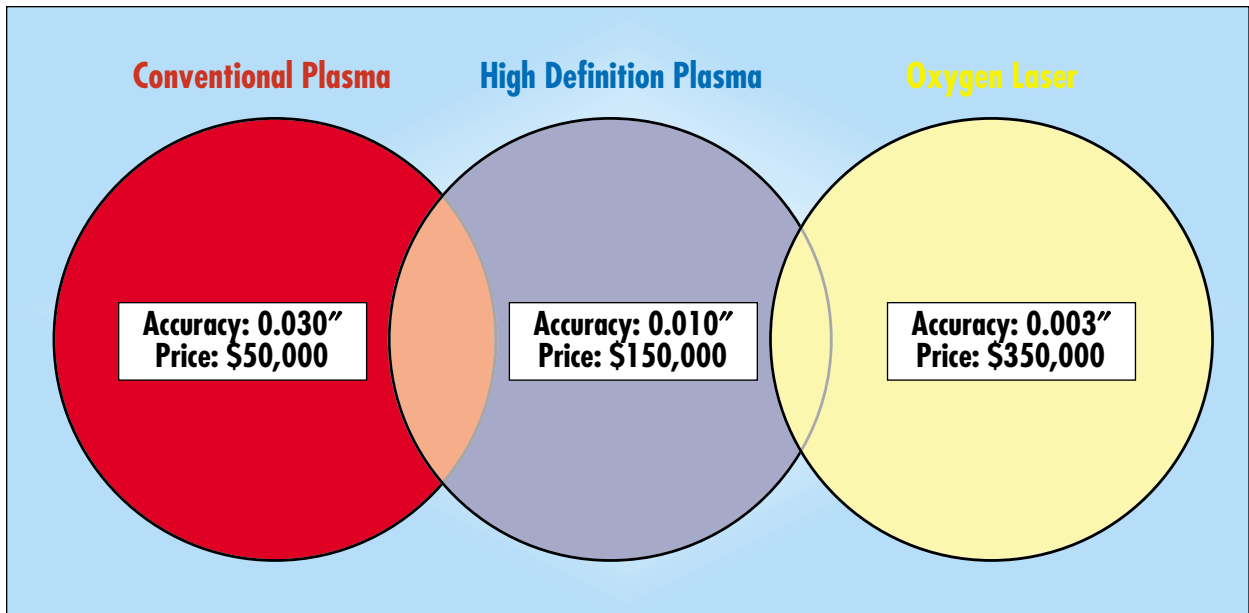 Conventional Plasma
High Definition Plasma
Oxygen Laser
Accuracy: 0.030″
Price: $50,000
Accuracy: 0.010″
Price: $150,000
Accuracy: 0.003″
Price: $350,000